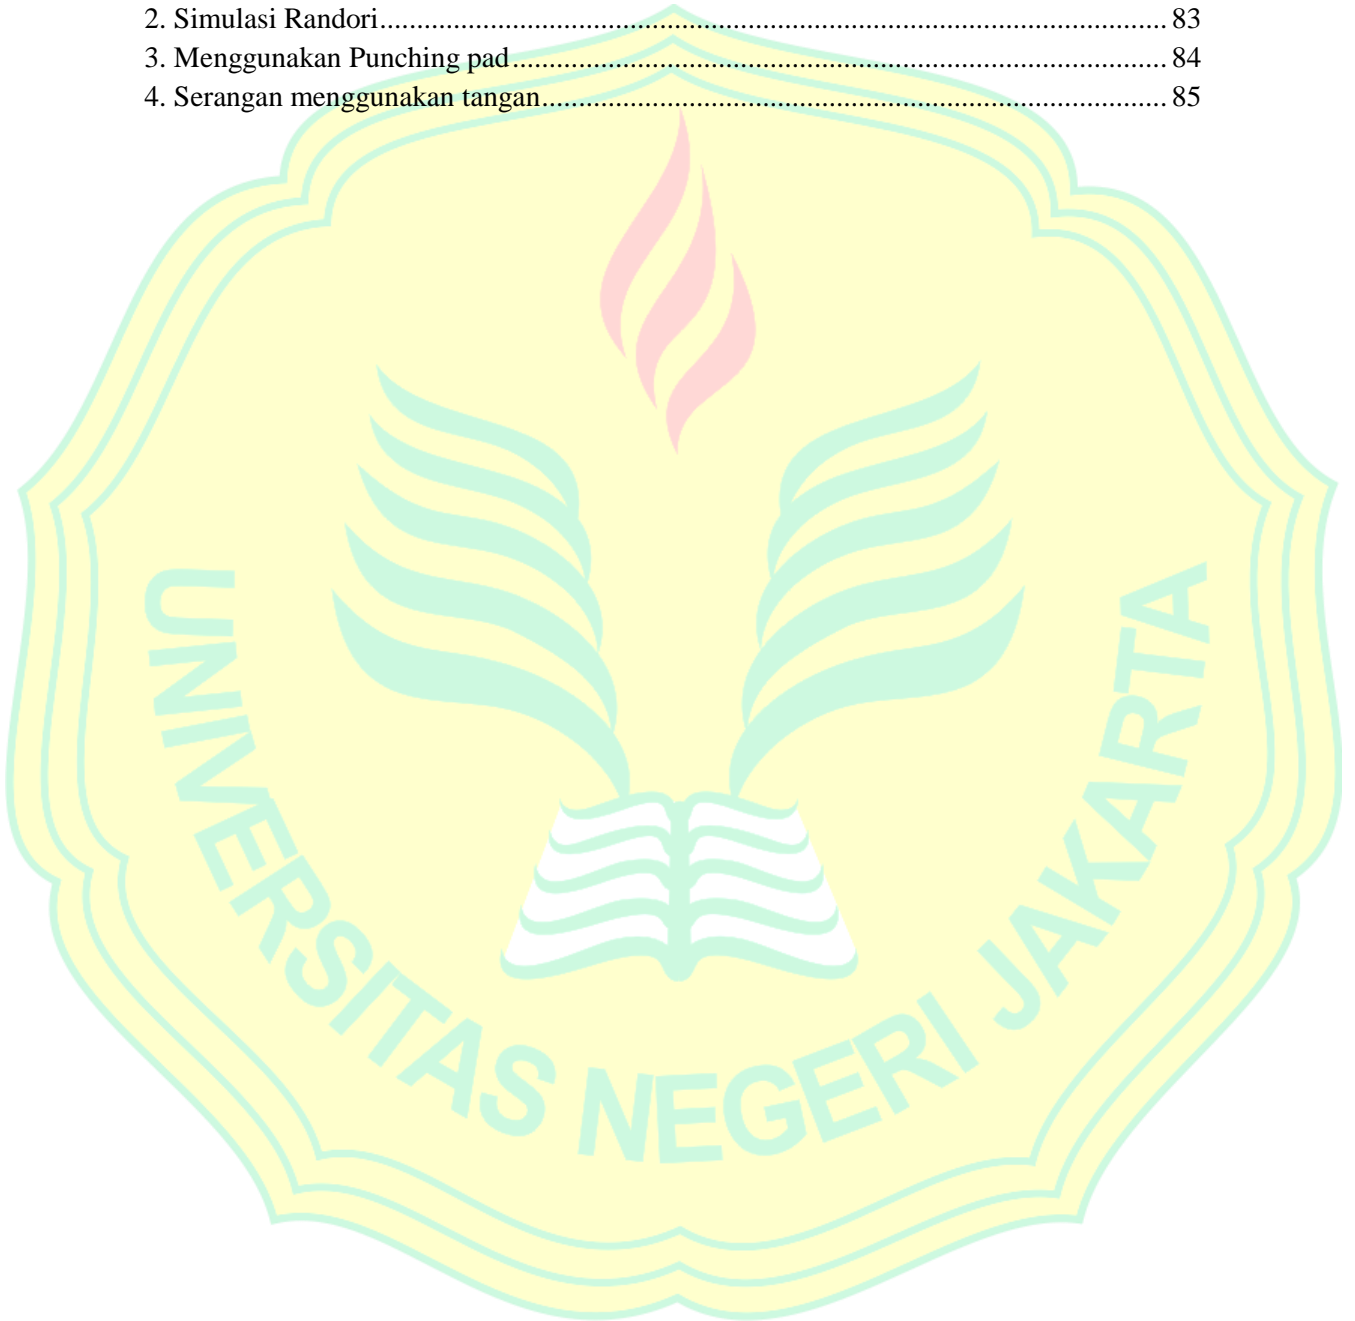 2. Simulasi Randori.......................................................................................................... 83
3. Menggunakan Punching pad........................................................................................ 84
4. Serangan menggunakan tangan.................................................................................... 85
UNIVERSITAS NEGERI JAKARTA